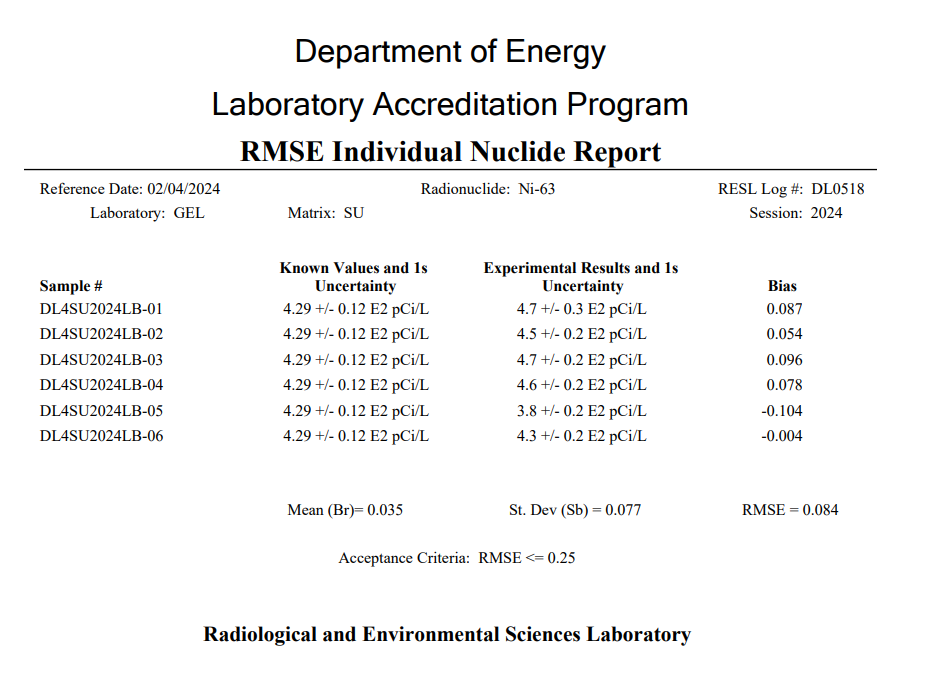 Department of Energy
Laboratory Accreditation Program
RMSE Individual Nuclide Report
Reference Date: 02/04/2024 Radionuclide: Ni-63 RESL Log #: DL0518
Laboratory: GEL Matrix: SU Session: 2024
Known Values and 1s Experimental Results and 1s
Sample # Uncertainty Uncertainty Bias
DL4SU2024LB-01 4.29 +/- 0.12 E2 pCi/L 4.7 +/- 0.3 E2 pCi/L 0.087
DL4SU2024LB-02 4.29 +/- 0.12 E2 pCi/L 4.5 +/- 0.2 E2 pCi/L 0.054
DL4SU2024LB-03 4.29 +/- 0.12 E2 pCi/L 4.7 +/- 0.2 E2 pCi/L 0.096
DL4SU2024LB-04 4.29 +/- 0.12 E2 pCi/L 4.6 +/- 0.2 E2 pCi/L 0.078
DL4SU2024LB-05 4.29 +/- 0.12 E2 pCi/L 3.8 +/- 0.2 E2 pCi/L -0.104
DL4SU2024LB-06 4.29 +/- 0.12 E2 pCi/L 4.3 +/- 0.2 E2 pCi/L -0.004
Mean (Br)= 0.035 St. Dev (Sb) = 0.077 RMSE = 0.084
Acceptance Criteria: RMSE <= 0.25
Radiological and Environmental Sciences Laboratory